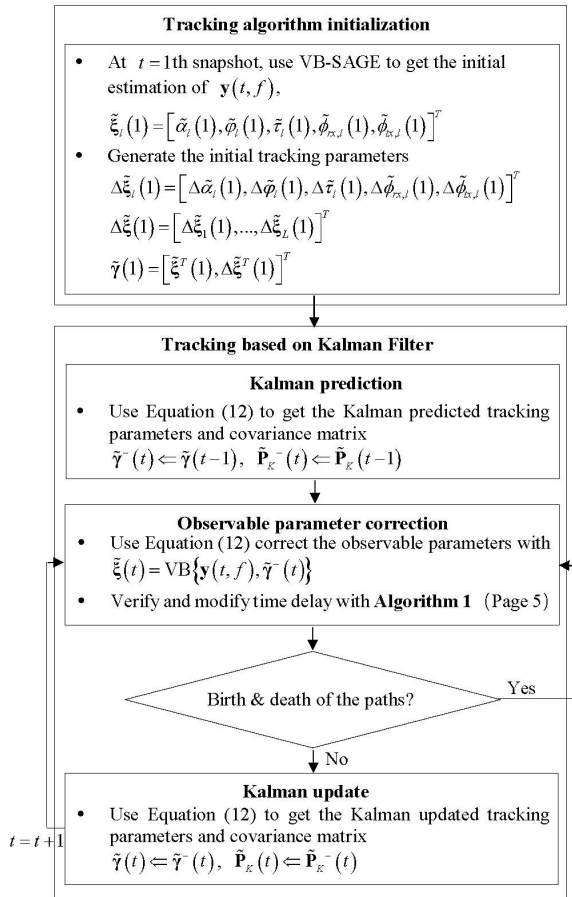 Tracking algorithm initialization
• At t = 1th snapshot, use VB-SAGE to get the initial
estimation of y(t, f),
ξ̃_l(1) = [α̃_l(1), φ̃_l(1), τ̃_l(1), ϕ̃_{rx,l}(1), ϕ̃_{tx,l}(1)]^T
• Generate the initial tracking parameters
Δξ̃_l(1) = [Δα̃_l(1), Δφ̃_l(1), Δτ̃_l(1), Δϕ̃_{rx,l}(1), Δϕ̃_{tx,l}(1)]^T
Δξ̃(1) = [Δξ̃_1(1),...,Δξ̃_L(1)]^T
γ̃(1) = [ξ̃^T(1), Δξ̃^T(1)]^T
Tracking based on Kalman Filter
Kalman prediction
• Use Equation (12) to get the Kalman predicted tracking
parameters and covariance matrix
γ̃^-(t) ⇐ γ̃(t−1), P̃_K^-(t) ⇐ P̃_K(t−1)
Observable parameter correction
• Use Equation (12) correct the observable parameters with
ξ̃(t) = VB{y(t, f), γ̃^-(t)}
• Verify and modify time delay with Algorithm 1 （Page 5）
Birth & death of the paths?
Yes
No
Kalman update
• Use Equation (12) to get the Kalman updated tracking
parameters and covariance matrix
γ̃(t) ⇐ γ̃^-(t), P̃_K(t) ⇐ P̃_K^-(t)
t = t+1